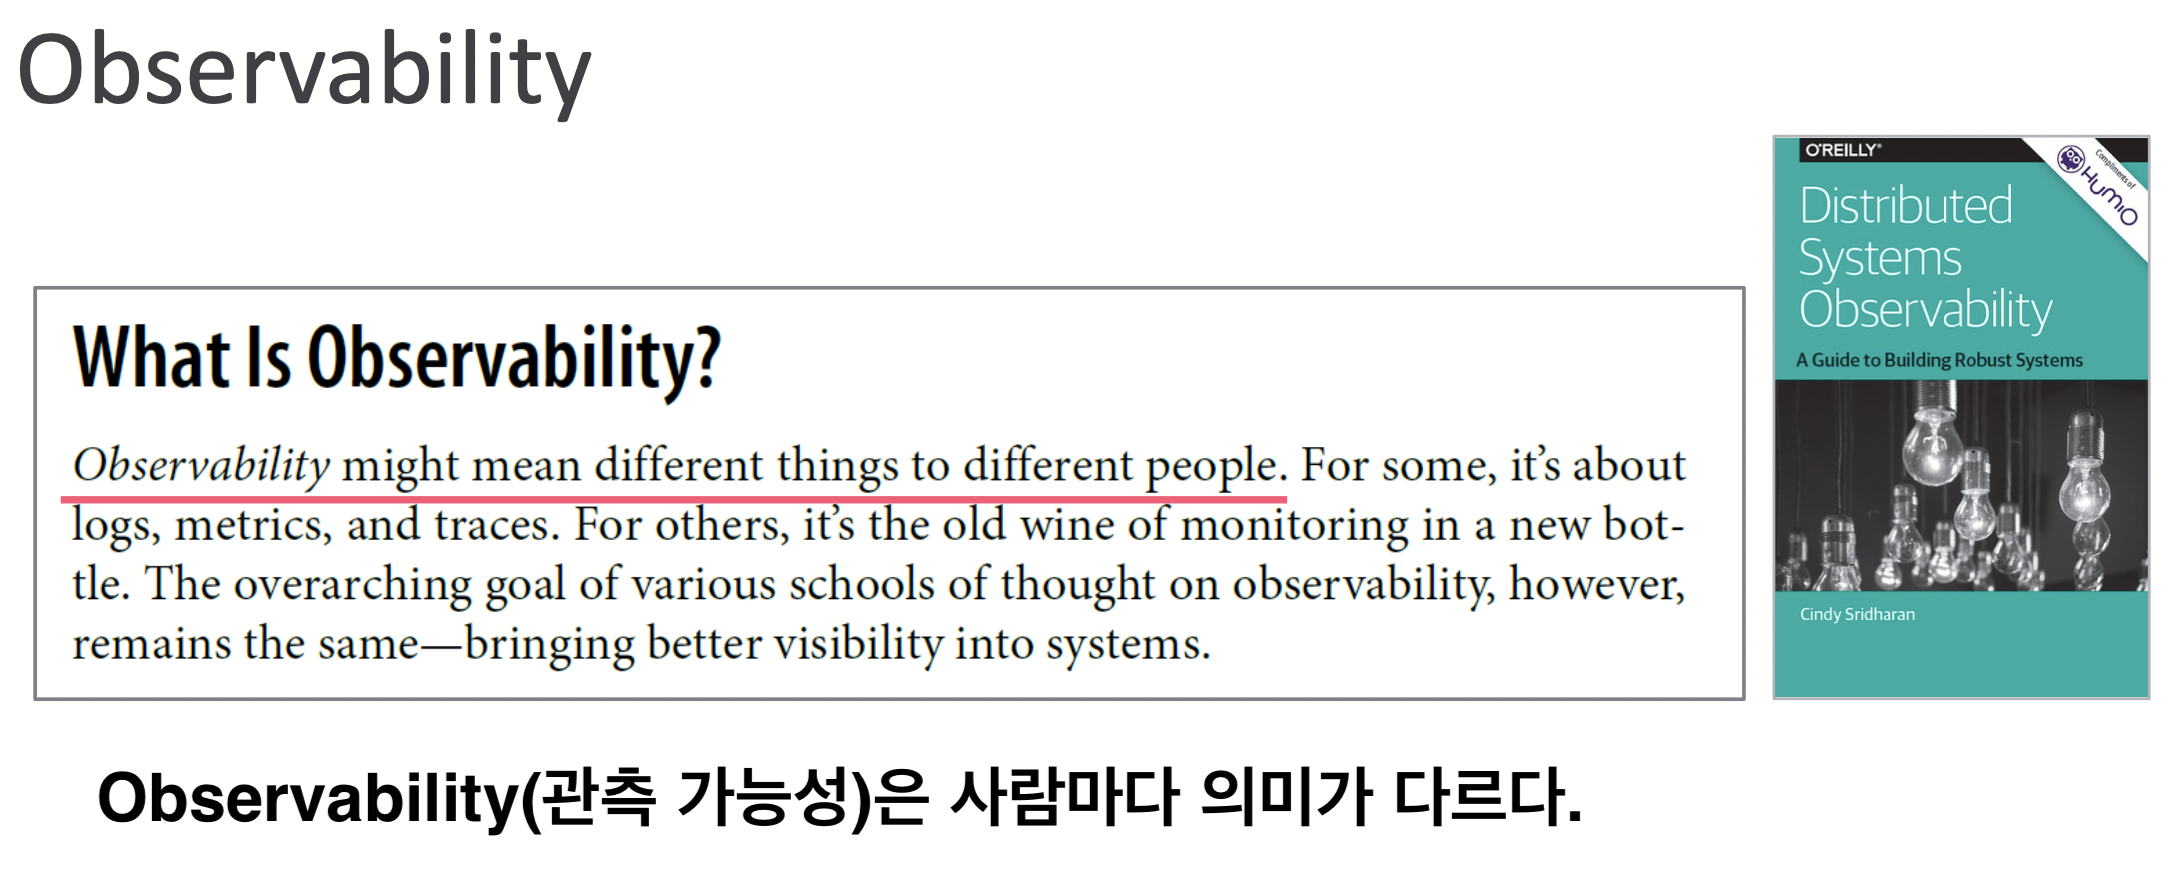 Observability
What Is Observability?
Observability might mean different things to different people. For some, it's about
logs, metrics, and traces. For others, it's the old wine of monitoring in a new bot-
tle. The overarching goal of various schools of thought on observability, however,
remains the same—bringing better visibility into systems.
O'REILLY®
Compliments of
HUMIO
Distributed
Systems
Observability
A Guide to Building Robust Systems
Cindy Sridharan
Observability(관측 가능성)은 사람마다 의미가 다르다.